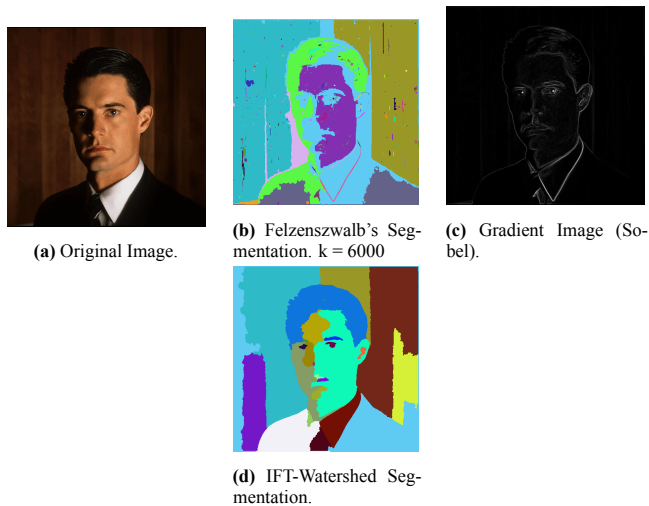 (a) Original Image.
(b) Felzenszwalb's Seg-
mentation. k = 6000
(c) Gradient Image (So-
bel).
(d) IFT-Watershed Seg-
mentation.